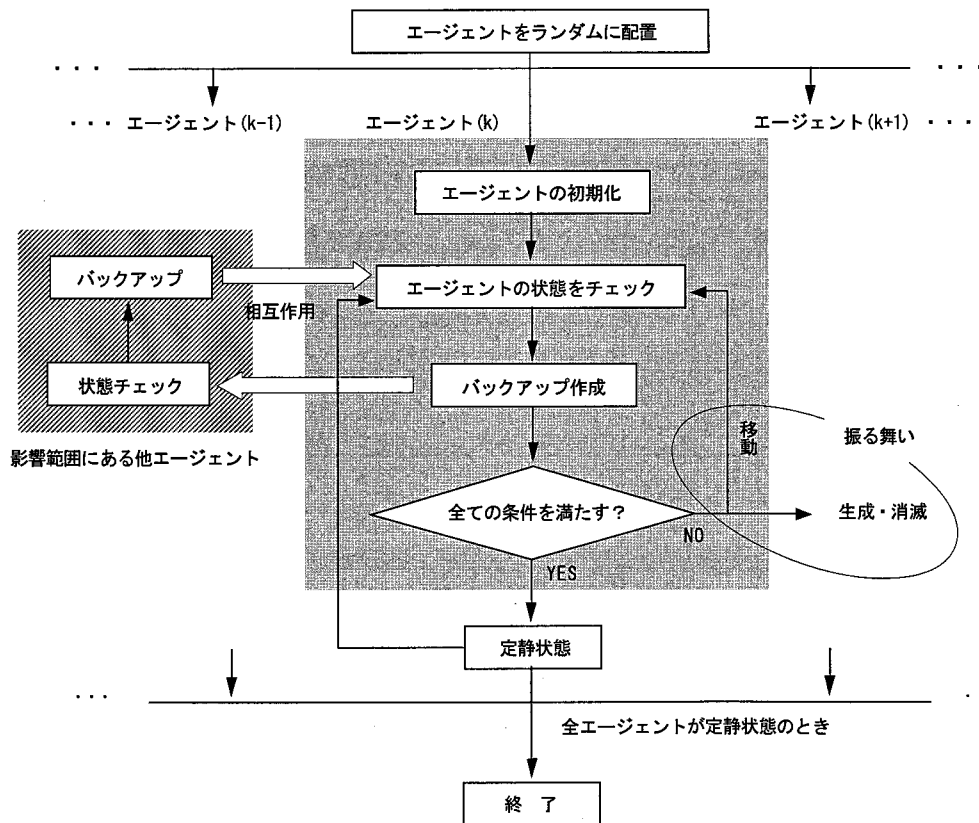 エージェントをランダムに配置
・・・ ・・・
・・・ エージェント(k-1) エージェント(k) エージェント(k+1) ・・・・
エージェントの初期化
バックアップ
エージェントの状態をチェック
相互作用
状態チェック
バックアップ作成
影響範囲にある他エージェント
移動
振る舞い
全ての条件を満たす？
生成・消滅
NO
YES
定静状態
・・・ ・
全エージェントが定静状態のとき
終 了